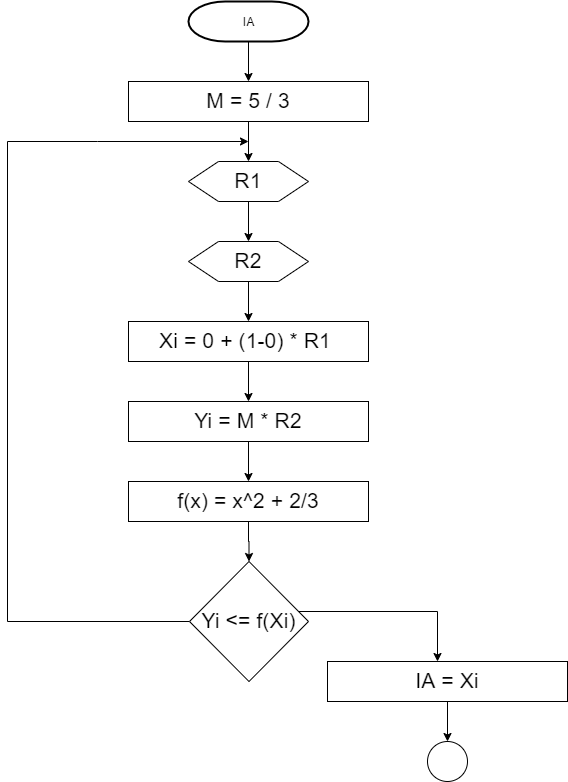 IA
M = 5 / 3
R1
R2
Xi = 0 + (1-0) * R1
Yi = M * R2
f(x) = x^2 + 2/3
Yi <= f(Xi)
IA = Xi